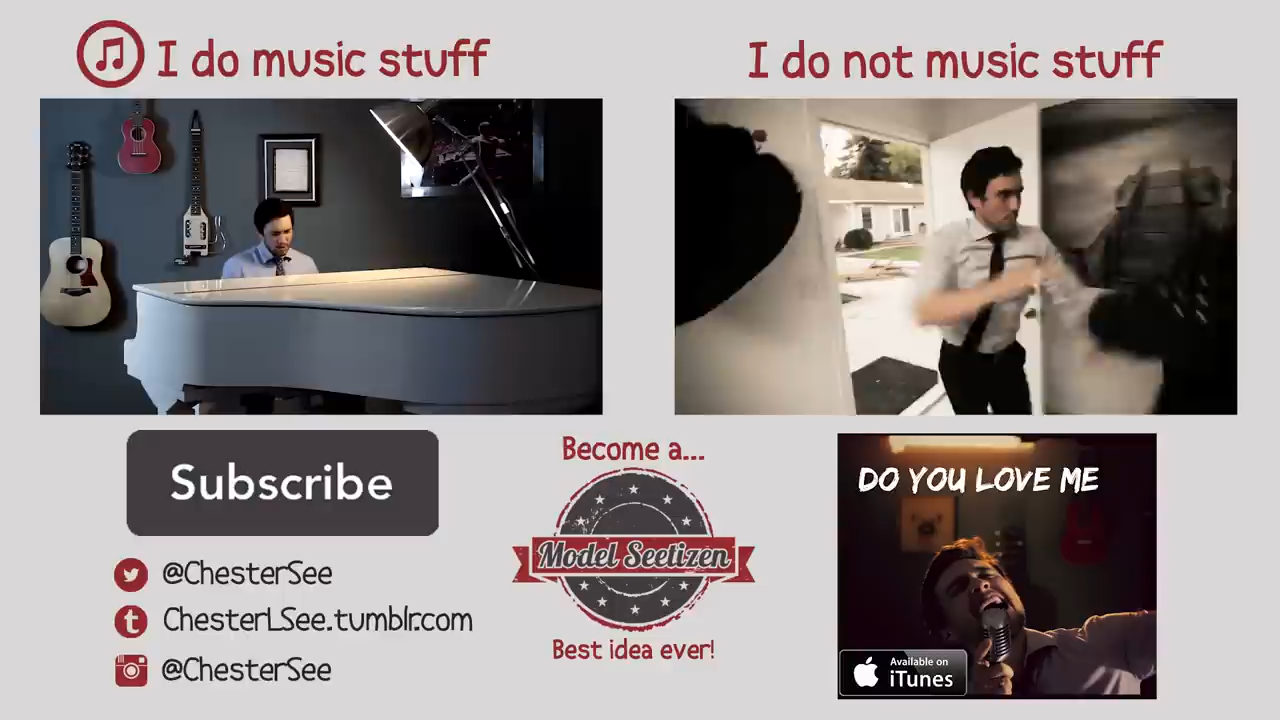 I do music stuff
I do not music stuff
Subscribe
@ChesterSee
ChesterLSee.tumblr.com
@ChesterSee
Become a...
Model Seetizen
Best idea ever!
DO YOU LOVE ME
Available on
iTunes